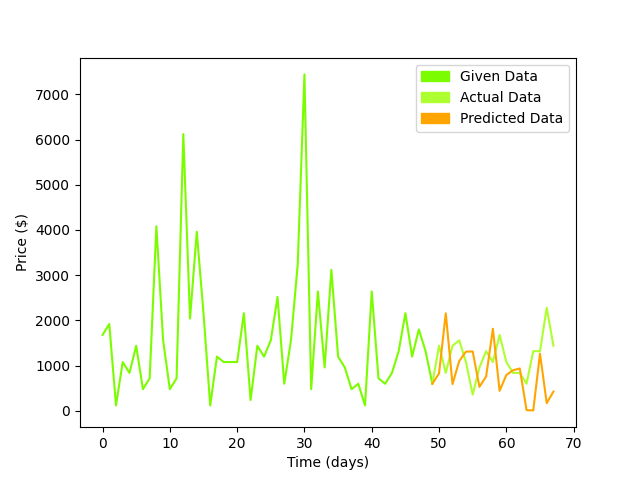 Given Data
Actual Data
Predicted Data
7000
6000
5000
4000
3000
2000
1000
0
Price ($)
0 10 20 30 40 50 60 70
Time (days)